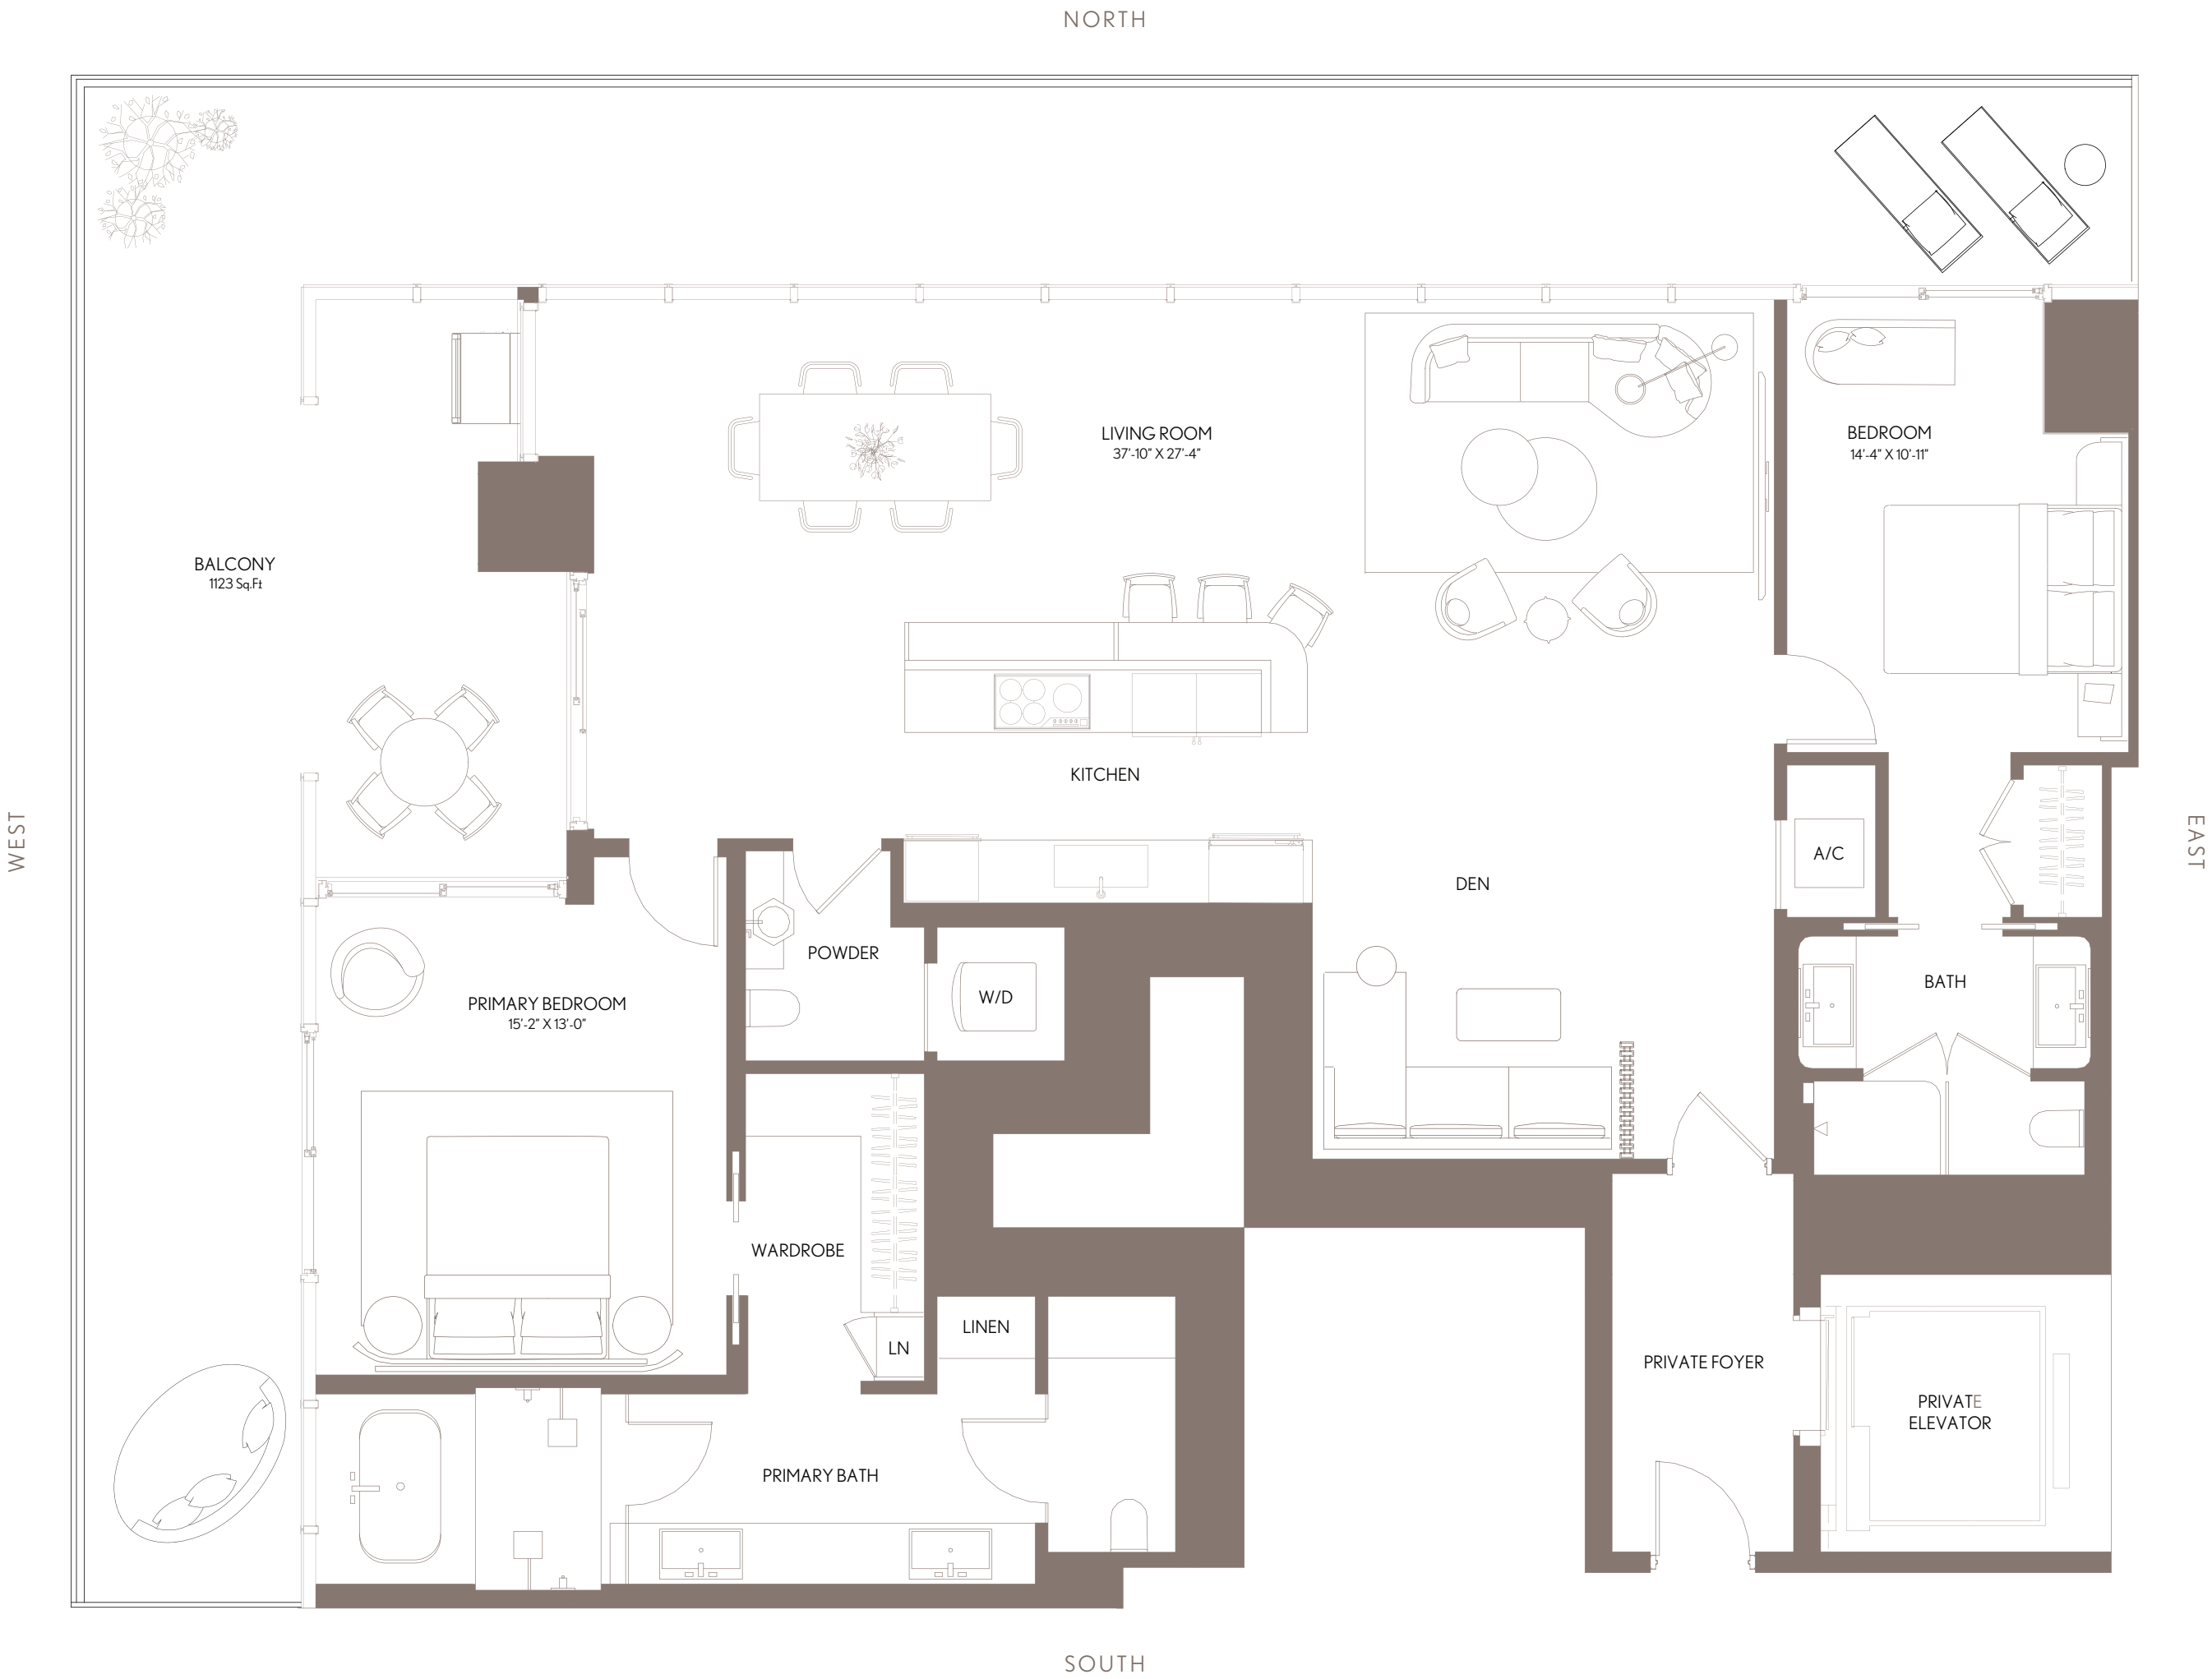 NORTH
LIVING ROOM
37'-10" X 27'-4"
BEDROOM
14'-4" X 10'-11"
BALCONY
1123 Sq.Ft
KITCHEN
WEST
EAST
A/C
DEN
POWDER
BATH
W/D
PRIMARY BEDROOM
15'-2" X 13'-0"
WARDROBE
LINEN
LN
PRIVATE FOYER
PRIVATE
ELEVATOR
PRIMARY BATH
SOUTH